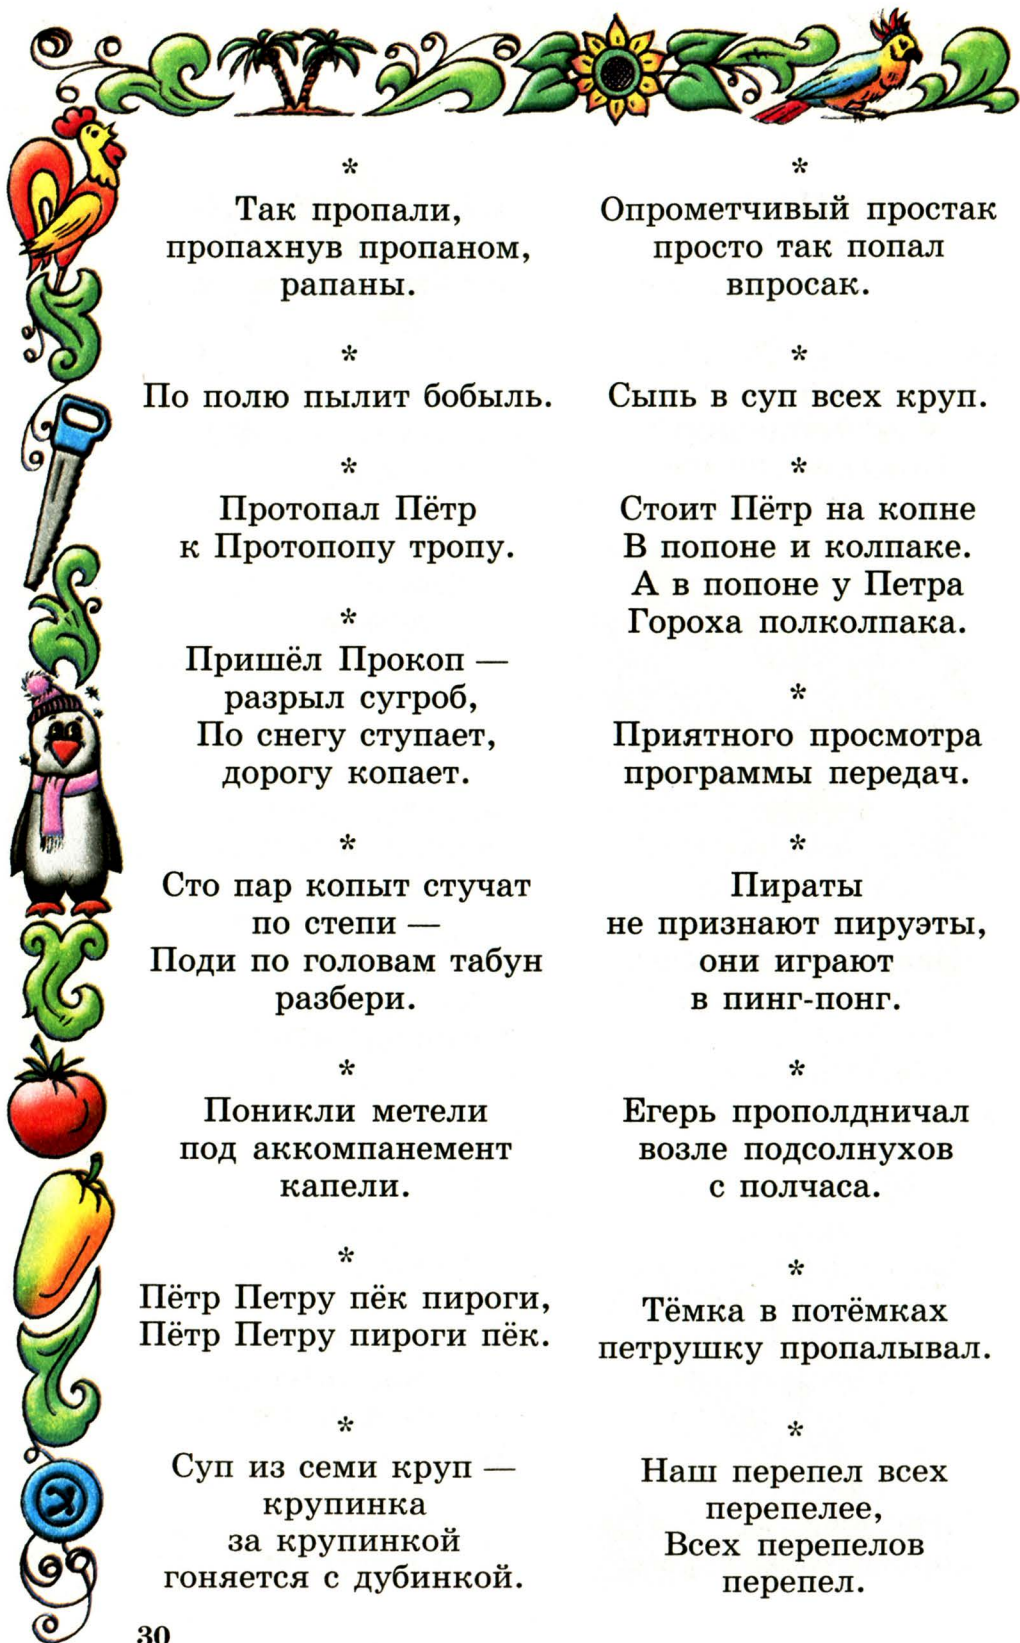 *
Так пропали,
пропахнув пропаном,
рапаны.
*
По полю пылит бобыль.
*
Протопал Пётр
к Протопопу тропу.
*
Пришёл Прокоп —
разрыл сугроб,
По снегу ступает,
дорогу копает.
*
Сто пар копыт стучат
по степи —
Поди по головам табун
разбери.
*
Поникли метели
под аккомпанемент
капели.
*
Пётр Петру пёк пироги,
Пётр Петру пироги пёк.
*
Суп из семи круп —
крупинка
за крупинкой
гоняется с дубинкой.
*
Опрометчивый простак
просто так попал
впросак.
*
Сыпь в суп всех круп.
*
Стоит Пётр на копне
В попоне и колпаке.
А в попоне у Петра
Гороха полколпака.
*
Приятного просмотра
программы передач.
*
Пираты
не признают пируэты,
они играют
в пинг-понг.
*
Егерь прополдничал
возле подсолнухов
с полчаса.
*
Тёмка в потёмках
петрушку пропалывал.
*
Наш перепел всех
перепелее,
Всех перепелов
перепел.
30